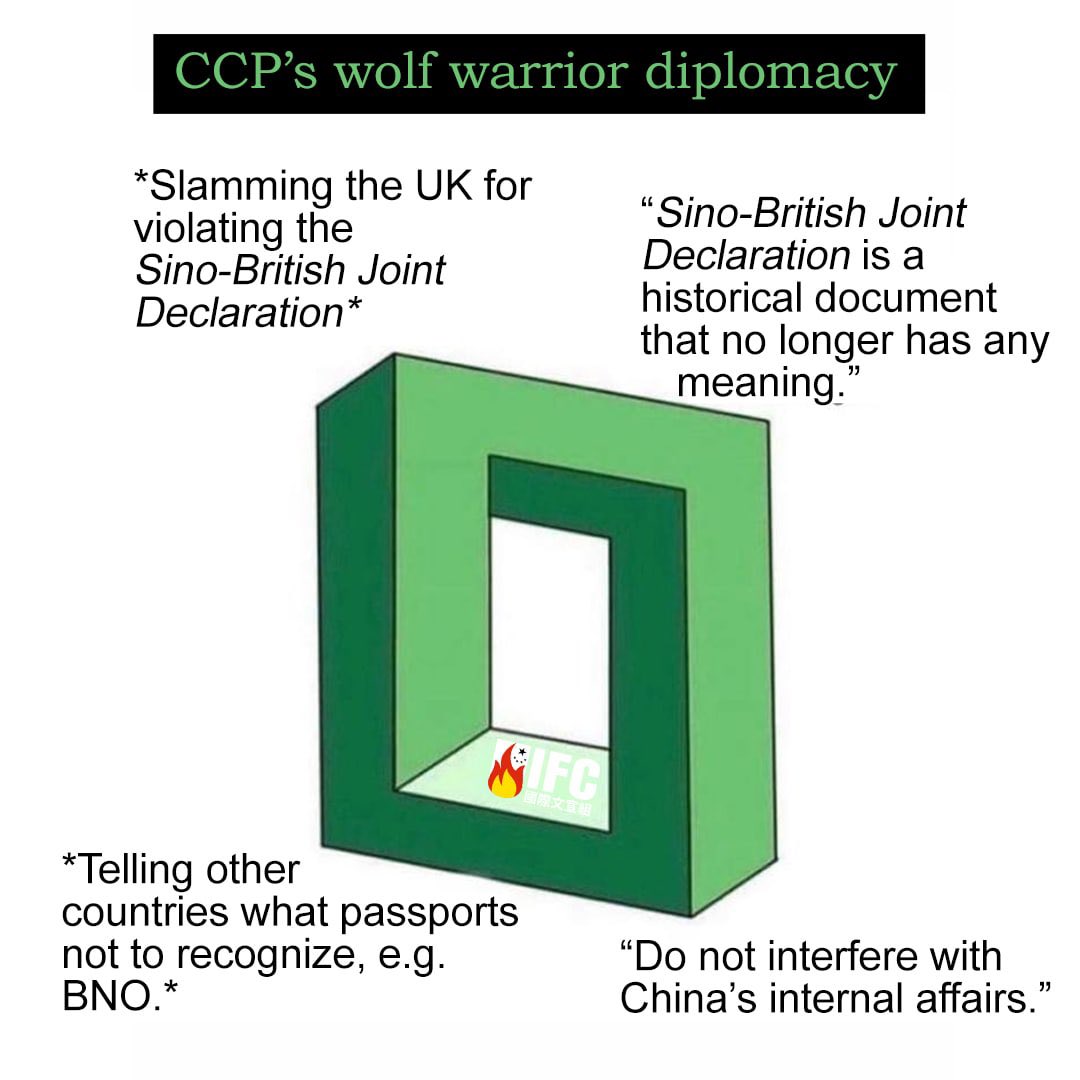 CCP’s wolf warrior diplomacy
*Slamming the UK for
violating the
Sino-British Joint
Declaration*
“Sino-British Joint
Declaration is a
historical document
that no longer has any
meaning.”
IFC
國際文宣組
*Telling other
countries what passports
not to recognize, e.g.
BNO.*
“Do not interfere with
China’s internal affairs.”